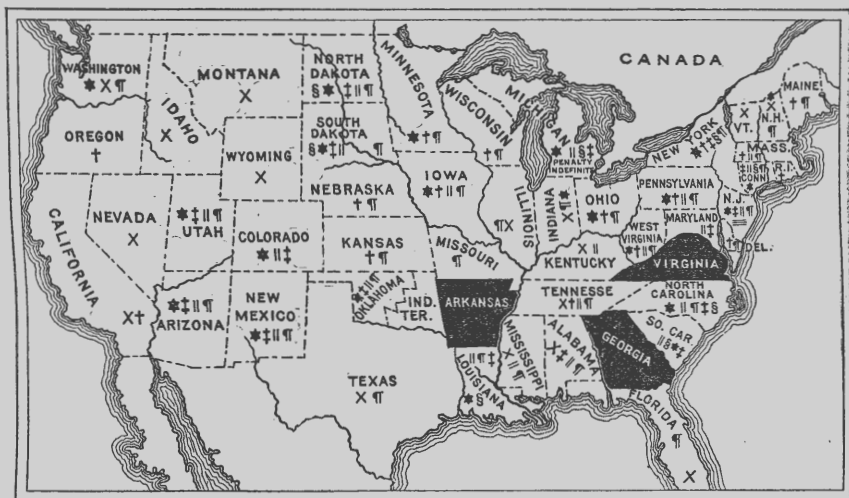 CANADA
WASHINGTON
✱ X ¶
MONTANA
X
IDAHO
X
NORTH
DAKOTA
§✱‡‖¶
MINNESOTA
✱†¶
WISCONSIN
†¶
MICHIGAN
✱‖§‡
PENALTY
INDEFINITE
MAINE
†¶
X
VT.
X
N.H.
¶
MASS.
NEW YORK
OREGON
†
WYOMING
X
SOUTH
DAKOTA
§✱‡‖¶
IOWA
✱†‖¶
NEBRASKA
†¶
ILLINOIS
¶X
INDIANA
X¶✱
OHIO
✱†¶
PENNSYLVANIA
✱†‖¶
CONN
R.I.
N.J.
✱‡‖¶
NEVADA
X
✱‡‖¶
UTAH
COLORADO
✱‖‡
KANSAS
†¶
MISSOURI
¶
KENTUCKY
X‖
WEST
VIRGINIA
✱†‖¶
MARYLAND
‖‡
DEL.
VIRGINIA
CALIFORNIA
X†
✱‡‖¶
ARIZONA
NEW
MEXICO
✱‡‖¶
✱‡‖¶
OKLAHOMA
IND.
TER.
ARKANSAS
TENNESSE
X†‖¶
NORTH
CAROLINA
✱‖¶‡§
SO. CAR.
‖§✱‡
TEXAS
X ¶
‖¶‡
LOUISIANA
✱§
MISSISSIPPI
X‖¶
ALABAMA
X‡‖¶
GEORGIA
FLORIDA
¶
X